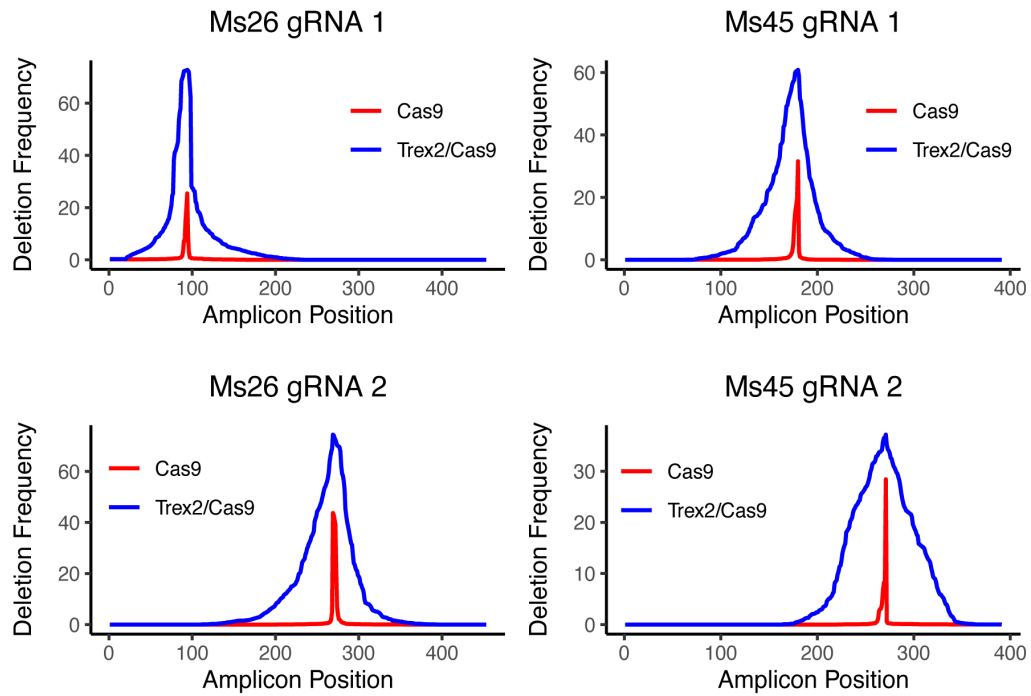 Ms26 gRNA 1
Deletion Frequency
60
40
20
0
Cas9
Trex2/Cas9
0 100 200 300 400
Amplicon Position
Ms45 gRNA 1
Deletion Frequency
60
40
20
0
Cas9
Trex2/Cas9
0 100 200 300 400
Amplicon Position
Ms26 gRNA 2
Deletion Frequency
60
40
20
0
Cas9
Trex2/Cas9
0 100 200 300 400
Amplicon Position
Ms45 gRNA 2
Deletion Frequency
30
20
10
0
Cas9
Trex2/Cas9
0 100 200 300 400
Amplicon Position